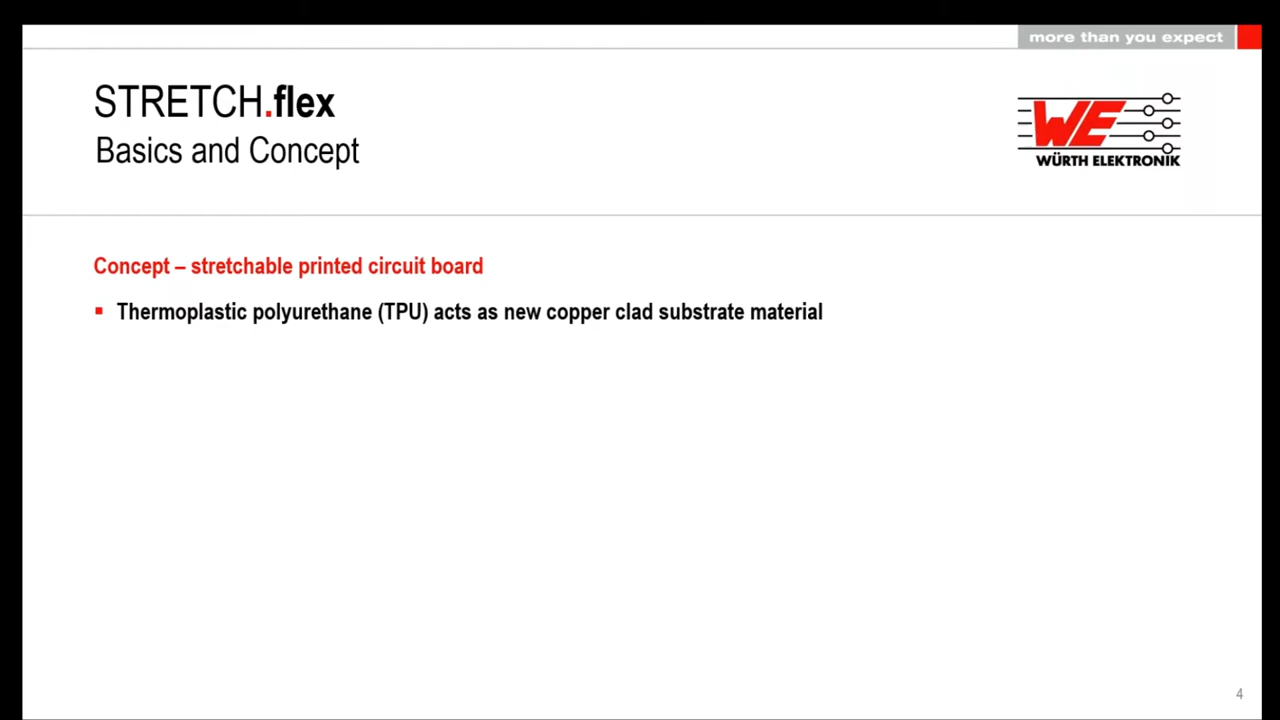 more than you expect
STRETCH.flex
Basics and Concept
WE
WÜRTH ELEKTRONIK
Concept – stretchable printed circuit board
▪ Thermoplastic polyurethane (TPU) acts as new copper clad substrate material
4